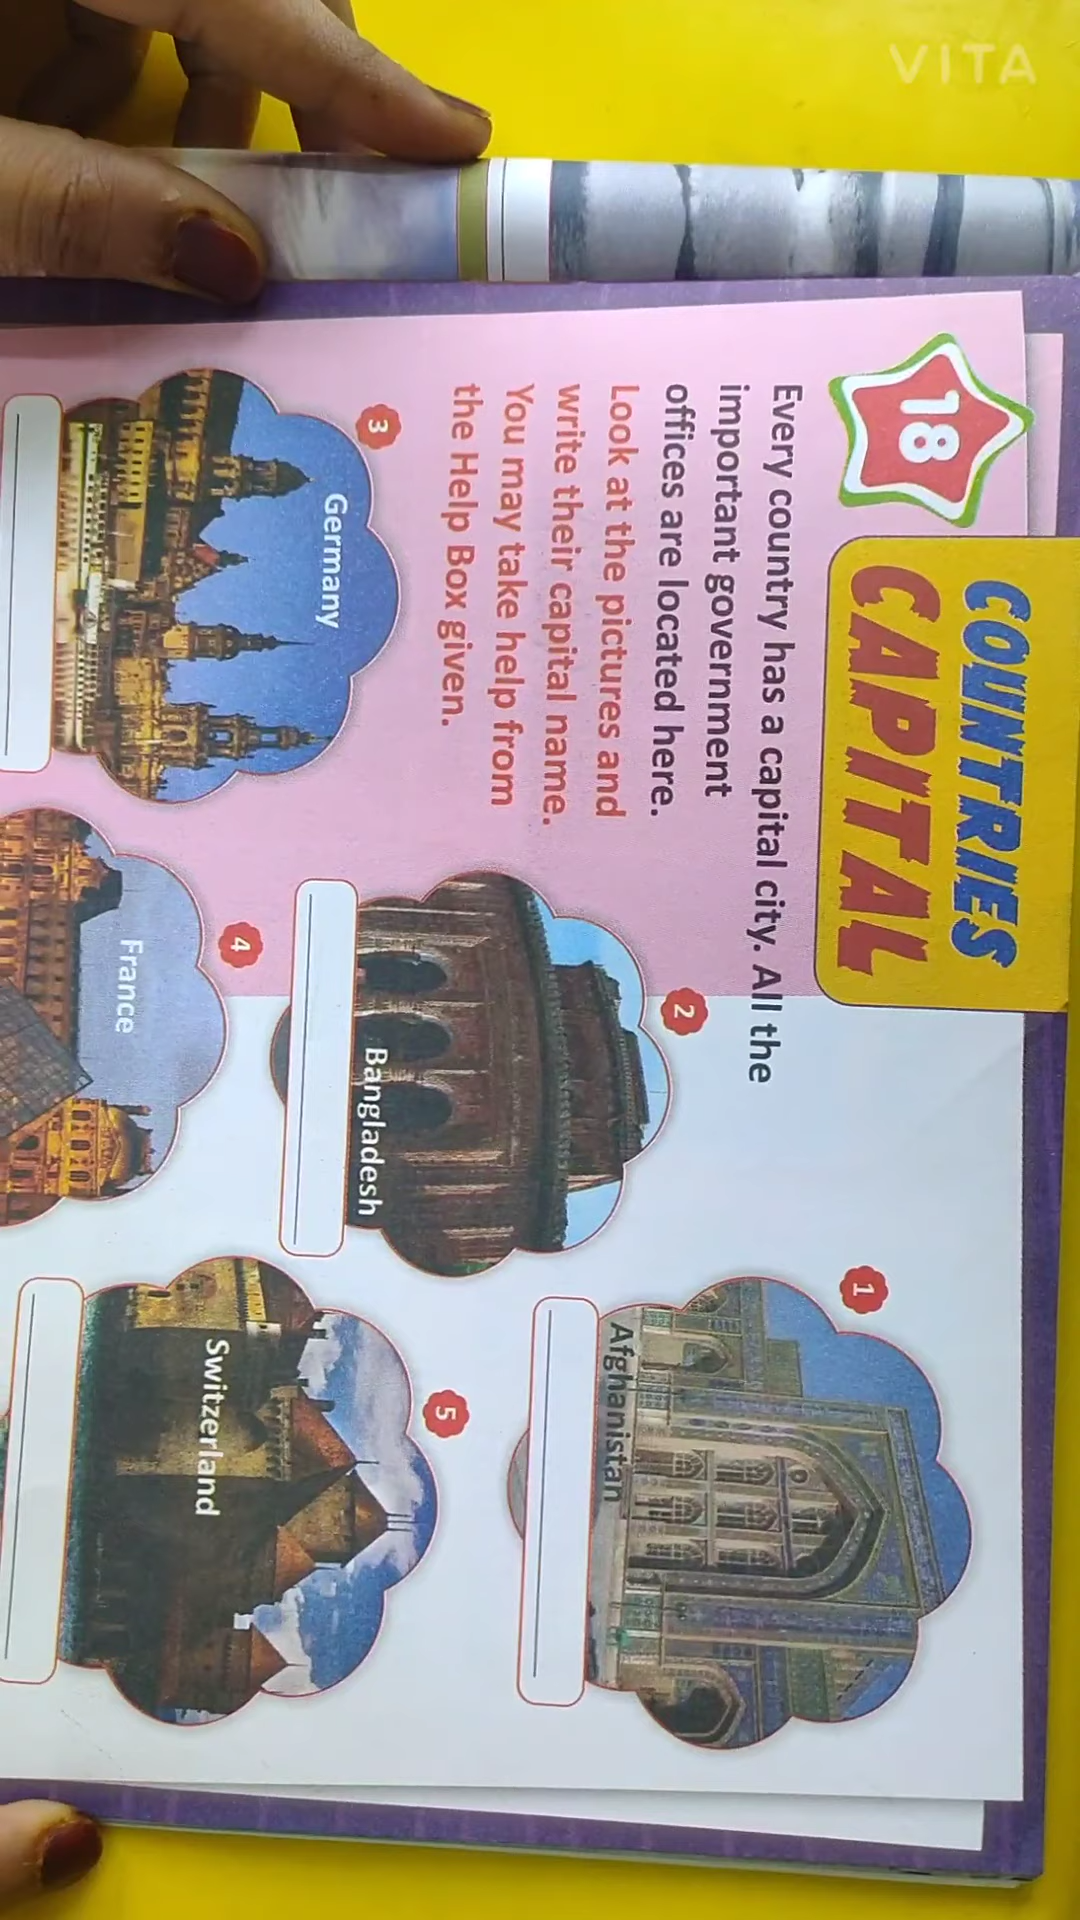 VITA
18
COUNTRIES
CAPITAL
Every country has a capital city. All the
important government
offices are located here.
Look at the pictures and
write their capital name.
You may take help from
the Help Box given.
1
Afghanistan
2
Bangladesh
3
Germany
4
France
5
Switzerland